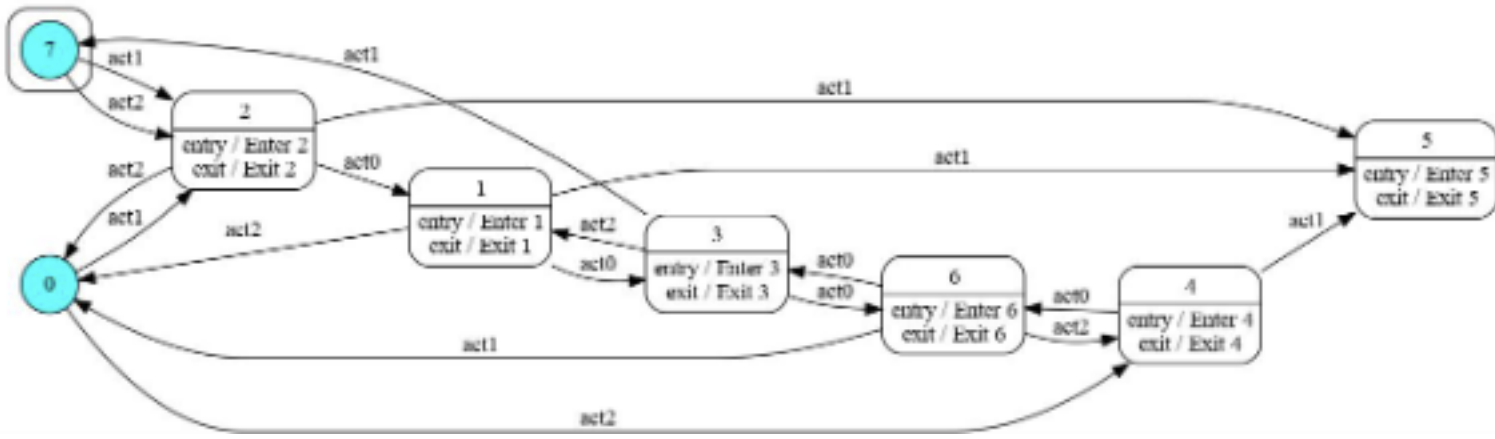 7
act1
act1
act2
act1
2
entry / Enter 2
exit / Exit 2
5
entry / Enter 5
exit / Exit 5
act2
act0
act1
act1
1
entry / Enter 1
exit / Exit 1
act2
act2
act0
3
entry / Enter 3
exit / Exit 3
act1
0
act0
act0
6
entry / Enter 6
exit / Exit 6
act0
act2
4
entry / Enter 4
exit / Exit 4
act1
act2